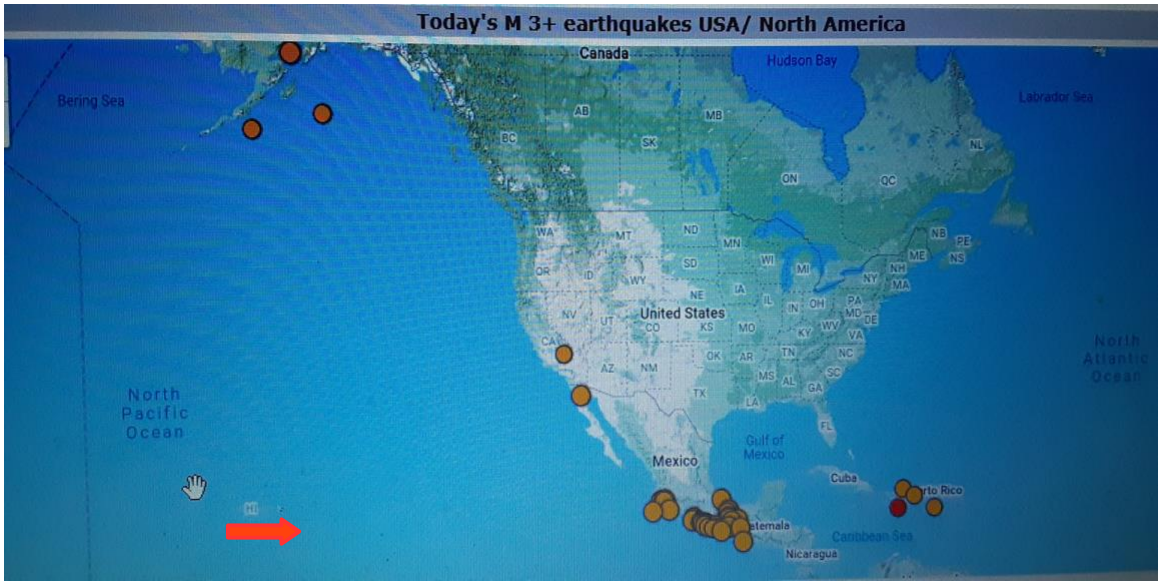 Today's M 3+ earthquakes USA/ North America
Canada
Hudson Bay
Bering Sea
Labrador Sea
AB
MB
BC
SK
NL
ON
QC
WA
MT
ND
MN
NB
PE
OR
ID
SD
WI
MI
ME
NS
WY
NH
NY
MA
NE
IA
IL
IN
OH
PA
NV
UT
United States
MD
DE
CO
KS
MO
KY
WV
VA
CA
NC
AZ
NM
OK
AR
TN
SC
MS
AL
GA
TX
LA
North
Atlantic
Ocean
North
Pacific
Ocean
FL
Gulf of
Mexico
Mexico
Cuba
rto Rico
HI
atemala
Caribbean Sea
Nicaragua